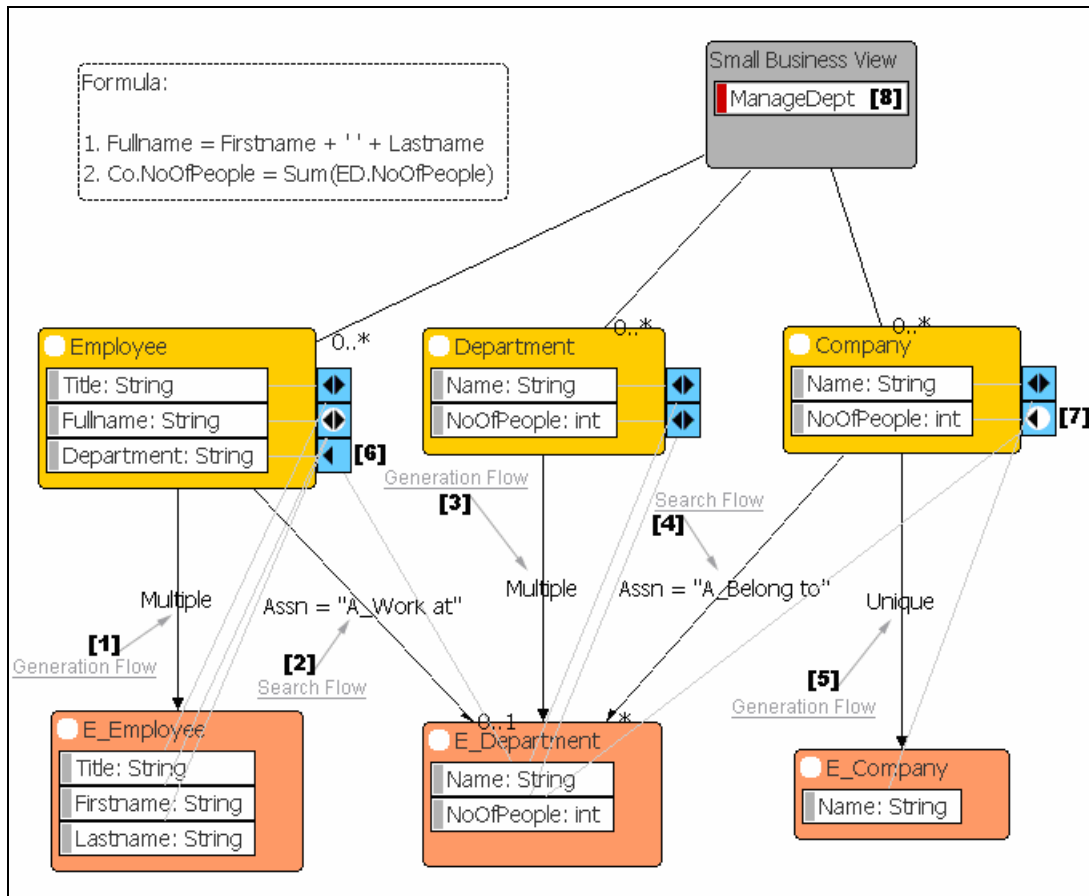 Small Business View
ManageDept [8]
Formula:
1. Fullname = Firstname + ' ' + Lastname
2. Co.NoOfPeople = Sum(ED.NoOfPeople)
0..*
0..*
0..*
Employee
Title: String
Fullname: String
Department: String
[6]
Department
Name: String
NoOfPeople: int
Company
Name: String
NoOfPeople: int
[7]
Generation Flow
[3]
Search Flow
[4]
Multiple
Assn = "A_Work at"
Multiple
Assn = "A_Belong to"
Unique
[1]
Generation Flow
[2]
Search Flow
[5]
Generation Flow
0..1
*
E_Employee
Title: String
Firstname: String
Lastname: String
E_Department
Name: String
NoOfPeople: int
E_Company
Name: String